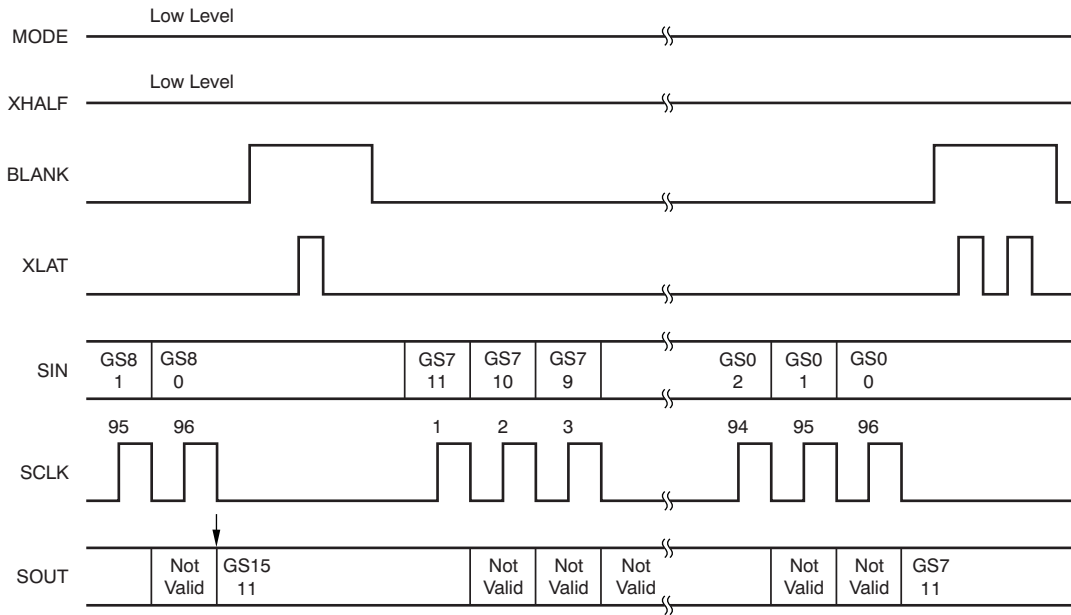 Low Level
MODE
Low Level
XHALF
BLANK
XLAT
SIN
GS8 GS8 GS7 GS7 GS7 GS0 GS0 GS0
1 0 11 10 9 2 1 0
95 96 1 2 3 94 95 96
SCLK
SOUT
Not GS15 Not Not Not Not Not GS7
Valid 11 Valid Valid Valid Valid Valid 11